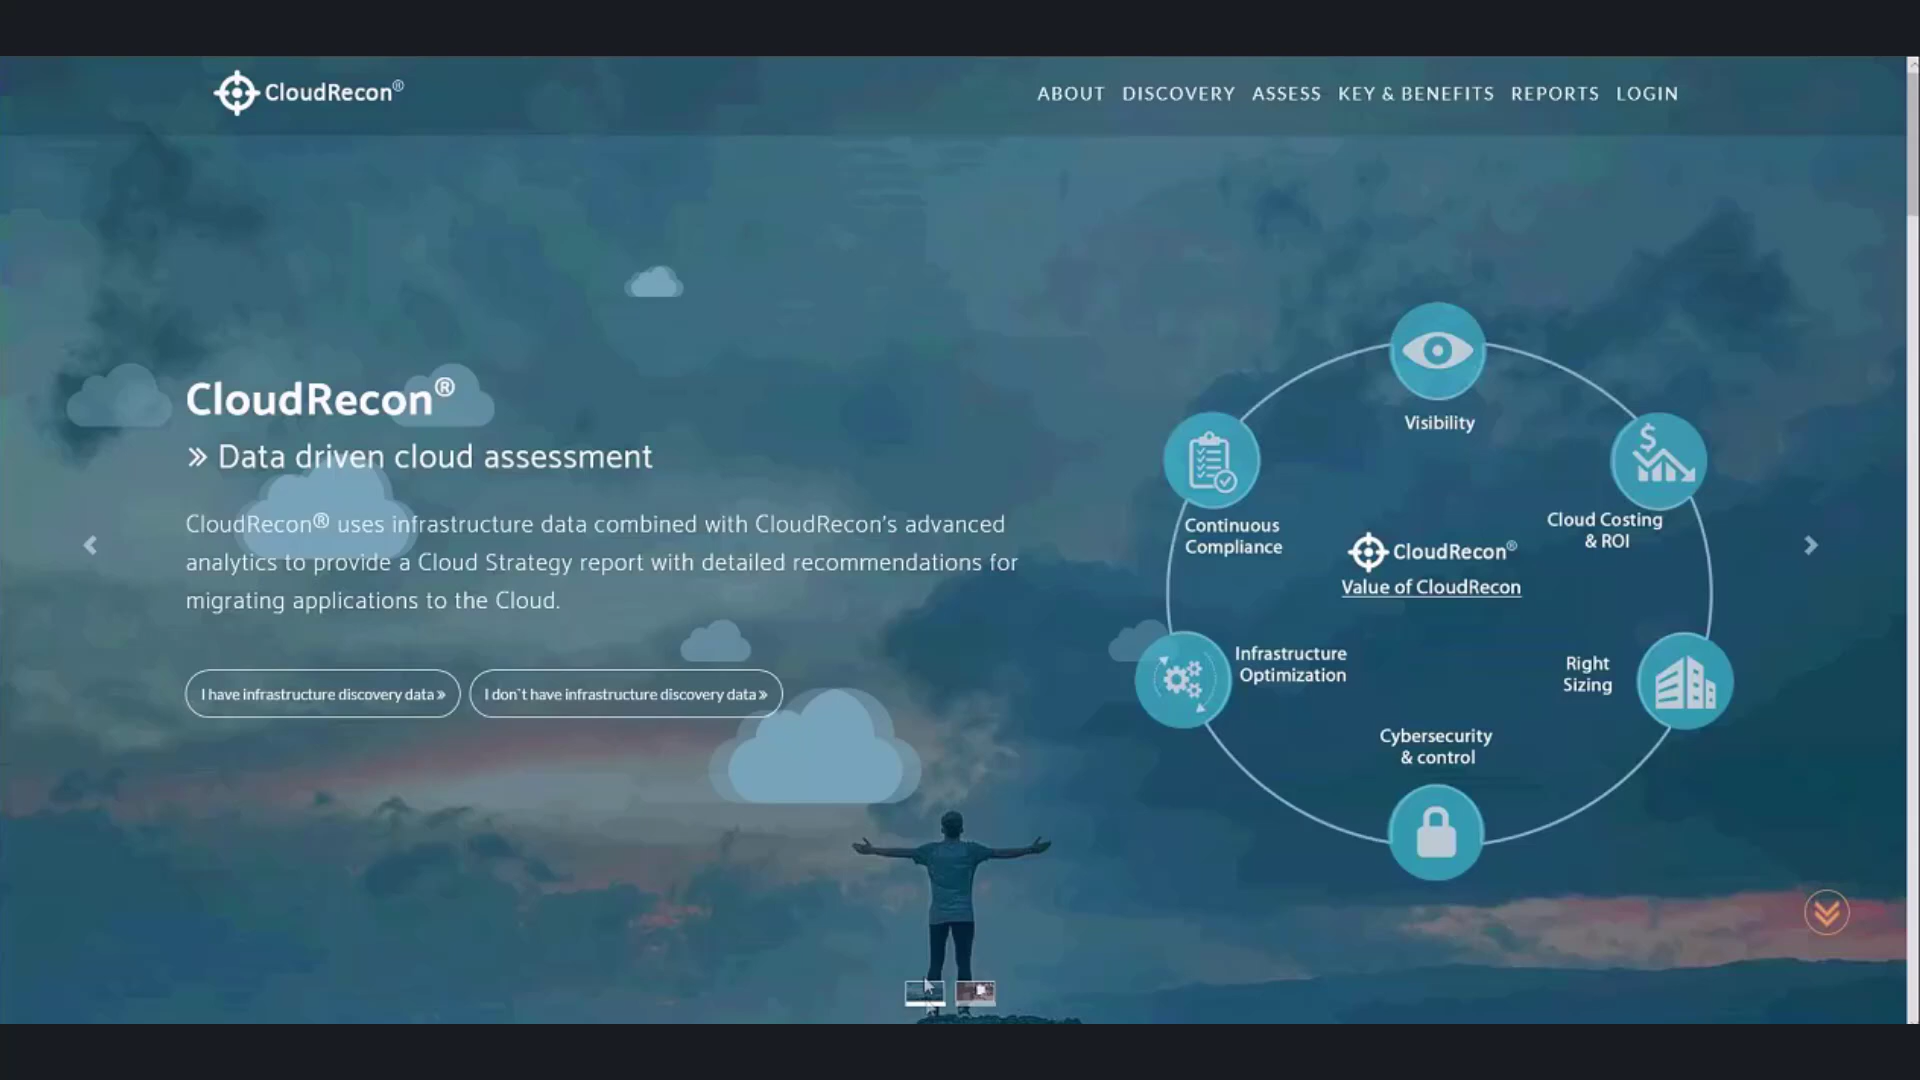 CloudRecon®
ABOUT DISCOVERY ASSESS KEY & BENEFITS REPORTS LOGIN
CloudRecon®
» Data driven cloud assessment
CloudRecon® uses infrastructure data combined with CloudRecon's advanced
analytics to provide a Cloud Strategy report with detailed recommendations for
migrating applications to the Cloud.
I have infrastructure discovery data »
I don`t have infrastructure discovery data »
Visibility
Continuous
Compliance
Cloud Costing
& ROI
CloudRecon®
Value of CloudRecon
Infrastructure
Optimization
Right
Sizing
Cybersecurity
& control